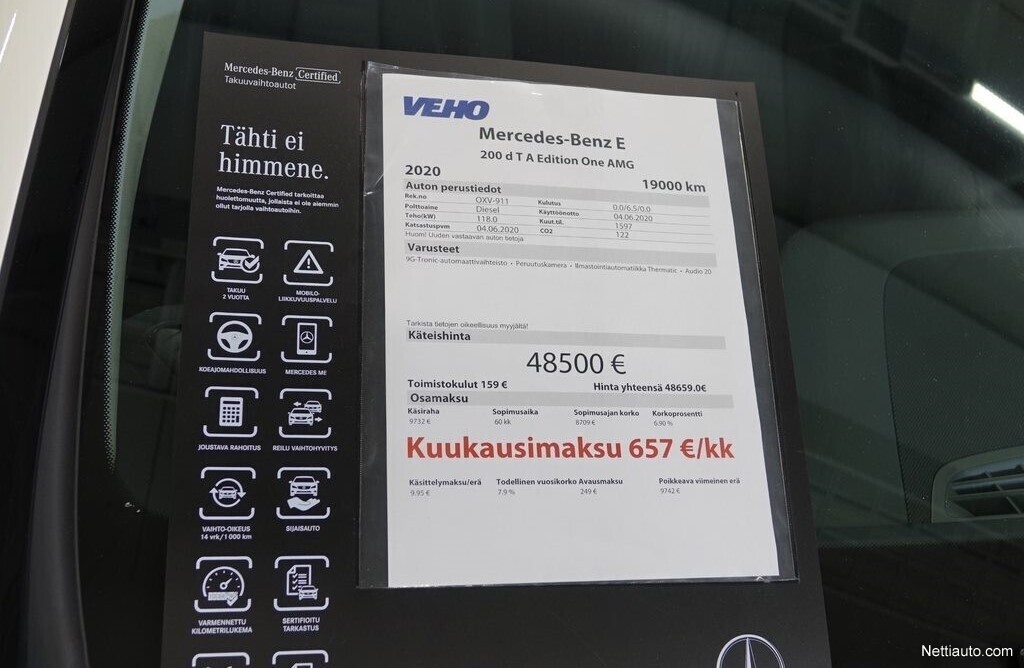 Mercedes-Benz Certified
Takuuvaihtoautot
Tähti ei
himmene.
Mercedes-Benz Certified tarkoittaa
huolettomuutta, jollaista ei ole aiemmin
ollut tarjolla vaihtoautoihin.
TAKUU
2 VUOTTA
MOBILO-
LIIKKUVUUSPALVELU
KOEAJOMAHDOLLISUUS
MERCEDES ME
JOUSTAVA RAHOITUS
REILU VAIHTOHYVITYS
VAIHTO-OIKEUS
14 vrk/1 000 km
SIJAISAUTO
VARMENNETTU
KILOMETRILUKEMA
SERTIFIOITU
TARKASTUS
VEHO
Mercedes-Benz E
200 d T A Edition One AMG
2020 19000 km
Auton perustiedot
Rek.no OXV-911 Kulutus 0.0/6.5/0.0
Polttoaine Diesel Käyttöönotto 04.06.2020
Teho(kW) 118.0 Kuut.til. 1597
Katsastuspvm 04.06.2020 CO2 122
Huom! Uuden vastaavan auton tietoja
Varusteet
9G-Tronic-automaattivaihteisto • Peruutuskamera • Ilmastointiautomatiikka Thermatic • Audio 20
Tarkista tietojen oikeellisuus myyjältä!
Käteishinta
48500 €
Toimistokulut 159 € Hinta yhteensä 48659.0€
Osamaksu
Käsiraha Sopimusaika Sopimusajan korko Korkoprosentti
9732 € 60 kk 8709 € 6.90 %
Kuukausimaksu 657 €/kk
Käsittelymaksu/erä Todellinen vuosikorko Avausmaksu Poikkeava viimeinen erä
9.95 € 7.9 % 249 € 9742 €
Nettiauto.com